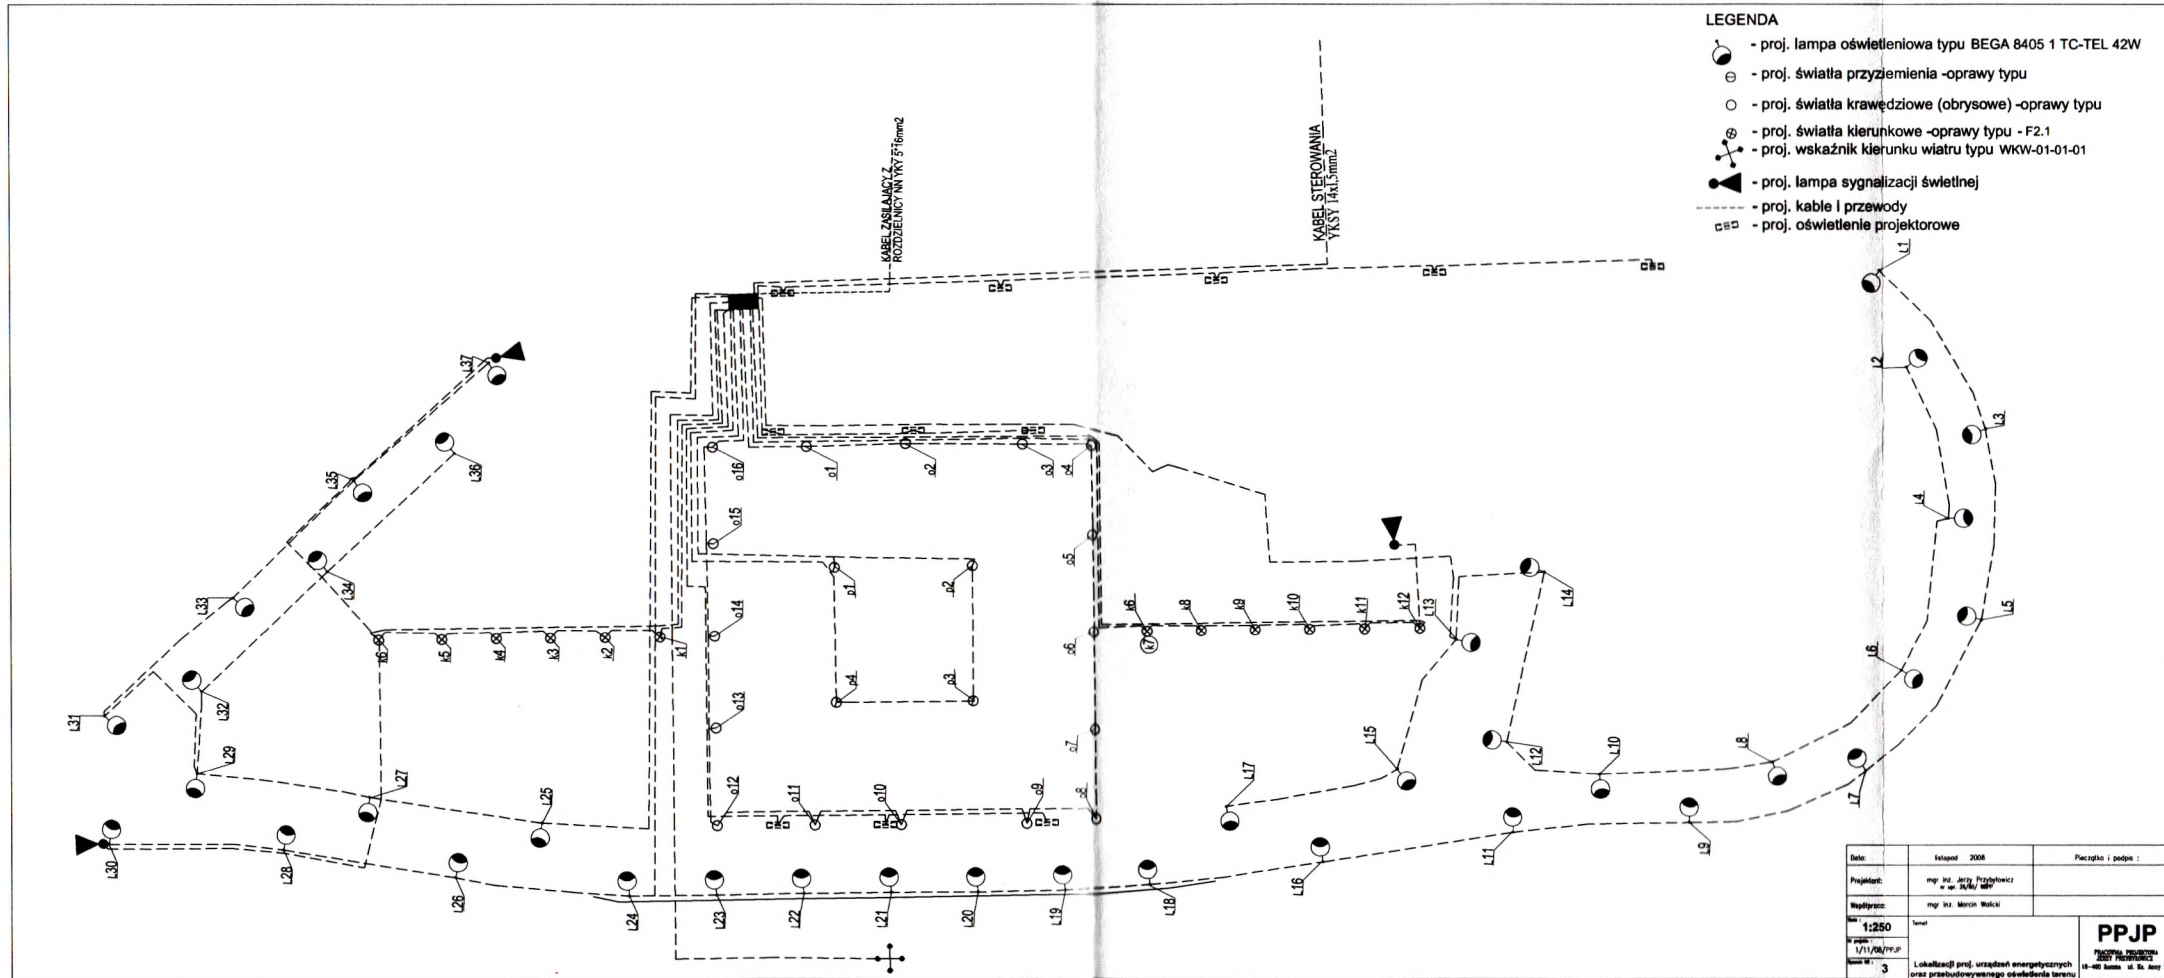 LEGENDA
- proj. lampa oświetleniowa typu BEGA 8405 1 TC-TEL 42W
- proj. światła przyziemienia -oprawy typu
- proj. światła krawędziowe (obrysowe) -oprawy typu
- proj. światła kierunkowe -oprawy typu - F2.1
- proj. wskaźnik kierunku wiatru typu WKW-01-01-01
- proj. lampa sygnalizacji świetlnej
- proj. kable i przewody
- proj. oświetlenie projektorowe
KABEL ZASILAJĄCY Z
ROZDZIELNICY NN YKY 5*16mm2
KABEL STEROWANIA
YKSY 14x1,5mm2
L1
L2
L3
L4
L5
L6
L7
L8
L9
L10
L11
L12
L13
L14
L15
L16
L17
L18
L19
L20
L21
L22
L23
L24
L25
L26
L27
L28
L29
L30
L31
L32
L33
L34
L35
L36
L37
o16
o1
o2
o3
o4
o15
o5
o14
o6
o13
o7
o12
o11
o10
o9
o8
p1
p2
p4
p3
k6
k5
k4
k3
k2
k1
k6
k7
k8
k9
k10
k11
k12
Data: listopad 2008 Pieczątka i podpis :
Projektant: mgr inż. Jerzy Przybyłowicz
Współpraca: mgr inż. Marcin Walicki
1:250
Temat
1/11/08/PPJP
3
Lokalizacji proj. urządzeń energetycznych
oraz przebudowywanego oświetlenia terenu
PPJP
PRACOWNIA PROJEKTOWA
JERZY PRZYBYŁOWICZ